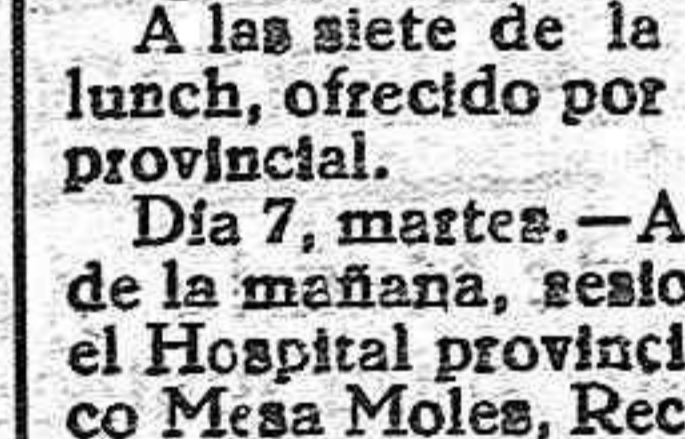 A las siete de la
lunch, ofrecido por
provincial.
Día 7, martes.—A
de la mañana, sesio
el Hospital provinci
co Mesa Moles, Rec